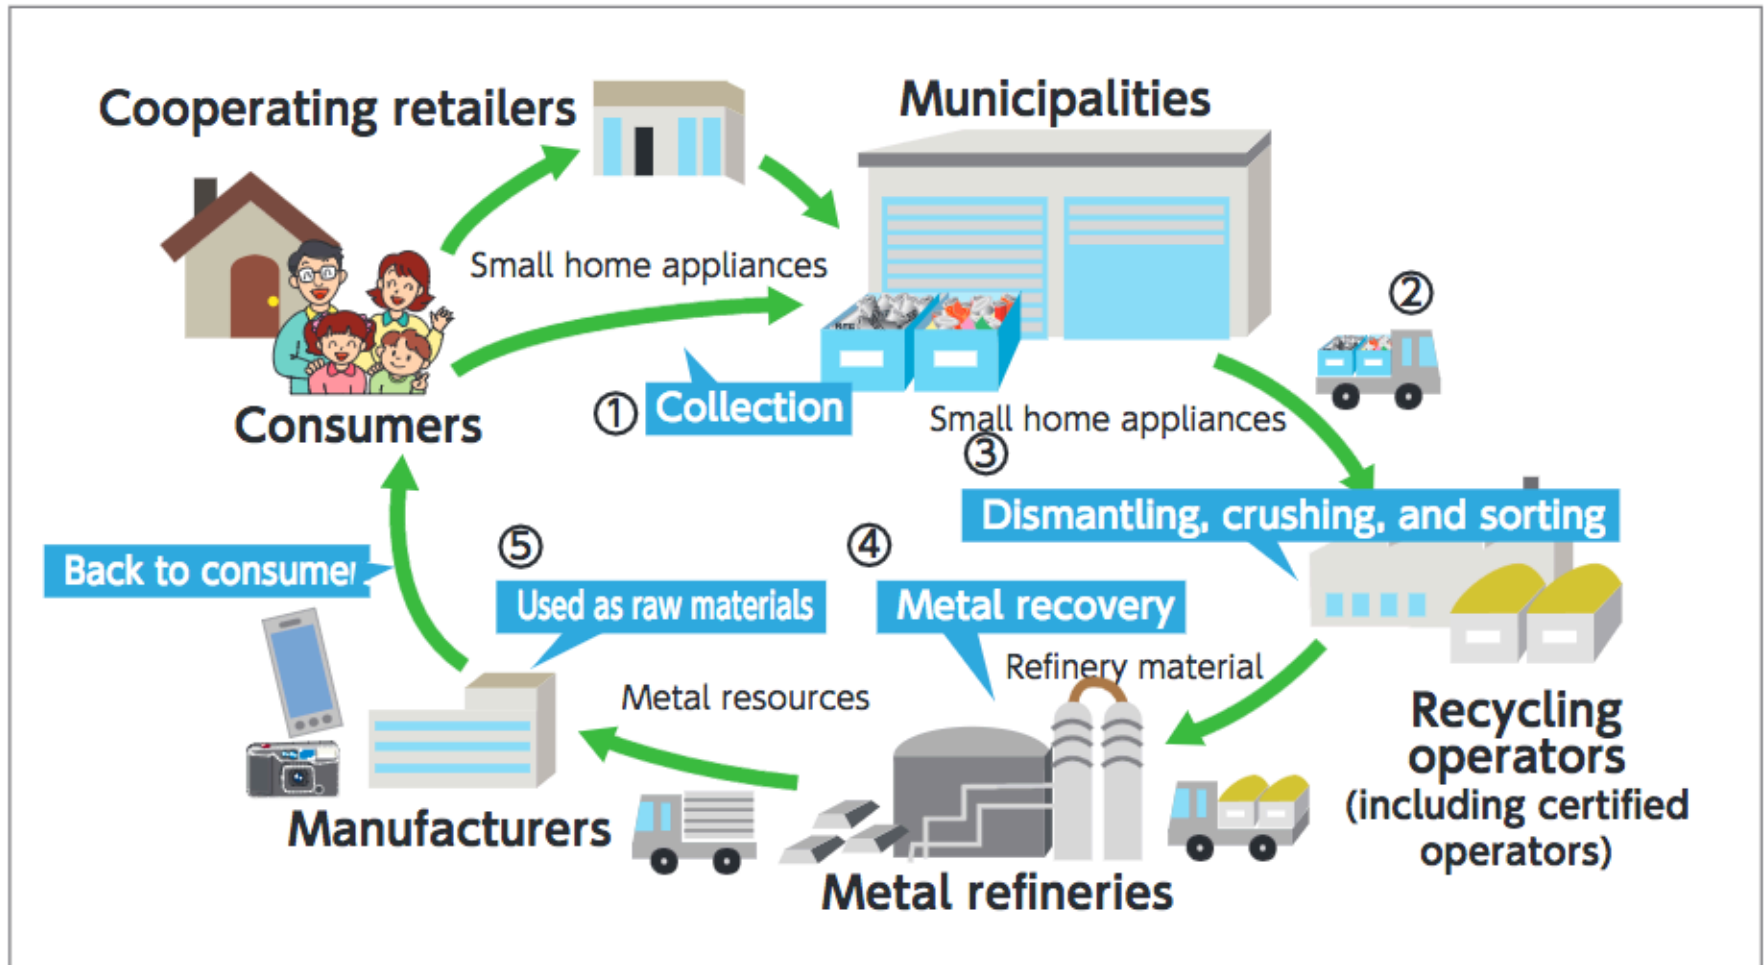 Cooperating retailers
Municipalities
Small home appliances
②
Consumers
① Collection
Small home appliances
③
Dismantling, crushing, and sorting
⑤
④
Back to consumer
Used as raw materials
Metal recovery
Refinery material
Metal resources
Recycling
operators
(including certified
operators)
Manufacturers
Metal refineries